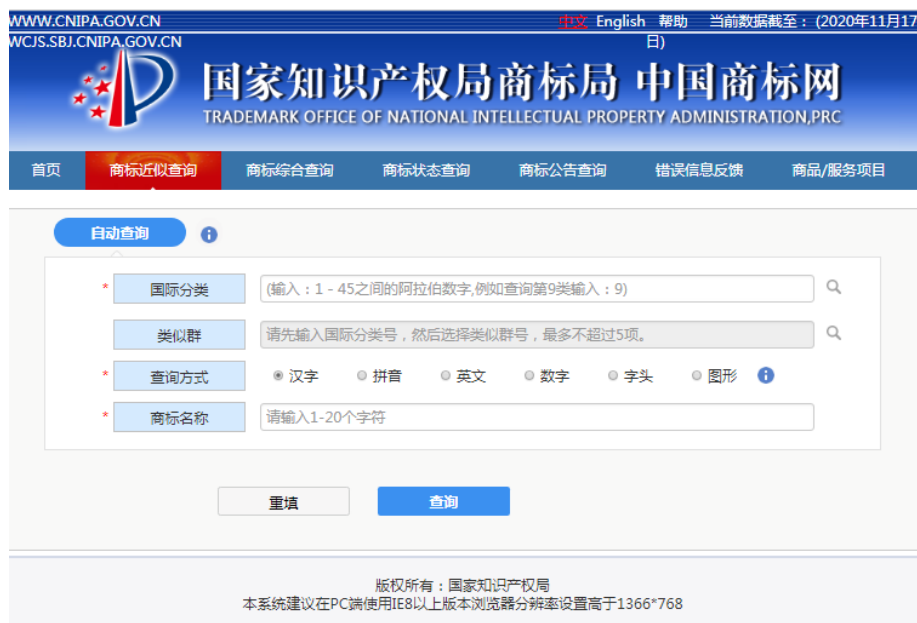 WWW.CNIPA.GOV.CN 中文 English 帮助 当前数据截至：(2020年11月17
WCJS.SBJ.CNIPA.GOV.CN 日)
国家知识产权局商标局 中国商标网
TRADEMARK OFFICE OF NATIONAL INTELLECTUAL PROPERTY ADMINISTRATION,PRC
首页 商标近似查询 商标综合查询 商标状态查询 商标公告查询 错误信息反馈 商品/服务项目
自动查询
* 国际分类 (输入：1 - 45之间的阿拉伯数字,例如查询第9类输入：9)
类似群 请先输入国际分类号，然后选择类似群号，最多不超过5项。
* 查询方式 汉字 拼音 英文 数字 字头 图形
* 商标名称 请输入1-20个字符
重填 查询
版权所有：国家知识产权局
本系统建议在PC端使用IE8以上版本浏览器分辨率设置高于1366*768